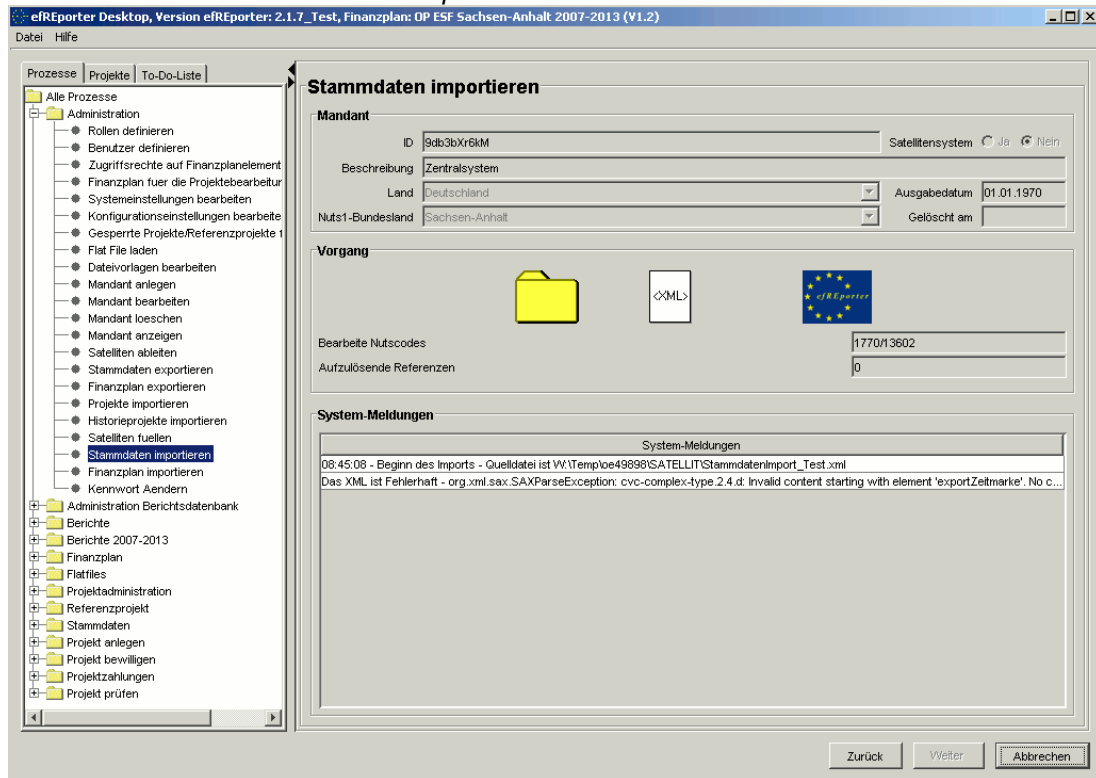 efREporter Desktop, Version efREporter: 2.1.7_Test, Finanzplan: OP ESF Sachsen-Anhalt 2007-2013 (V1.2)
Datei Hilfe
Prozesse Projekte To-Do-Liste
Alle Prozesse
Administration
Rollen definieren
Benutzer definieren
Zugriffsrechte auf Finanzplanelement
Finanzplan fuer die Projektbearbeitur
Systemeinstellungen bearbeiten
Konfigurationseinstellungen bearbeite
Gesperrte Projekte/Referenzprojekte f
Flat File laden
Dateivorlagen bearbeiten
Mandant anlegen
Mandant bearbeiten
Mandant loeschen
Mandant anzeigen
Satelliten ableiten
Stammdaten exportieren
Finanzplan exportieren
Projekte importieren
Historieprojekte importieren
Satelliten fuellen
Stammdaten importieren
Finanzplan importieren
Kennwort Aendern
Administration Berichtsdatenbank
Berichte
Berichte 2007-2013
Finanzplan
Flatfiles
Projektadministration
Referenzprojekt
Stammdaten
Projekt anlegen
Projekt bewilligen
Projektzahlungen
Projekt prüfen
Stammdaten importieren
Mandant
ID 9db3bXr6kM Satellitensystem Ja Nein
Beschreibung Zentralsystem
Land Deutschland Ausgabedatum 01.01.1970
Nuts1-Bundesland Sachsen-Anhalt Gelöscht am
Vorgang
<XML>
efREporter
Bearbeite Nutscodes 1770/13602
Aufzulösende Referenzen 0
System-Meldungen
System-Meldungen
08:45:08 - Beginn des Imports - Quelldatei ist W:\Temp\oe49898\SATELLIT\StammdatenImport_Test.xml
Das XML ist Fehlerhaft - org.xml.sax.SAXParseException: cvc-complex-type.2.4.d: Invalid content starting with element 'exportZeitmarke'. No c...
Zurück Weiter Abbrechen